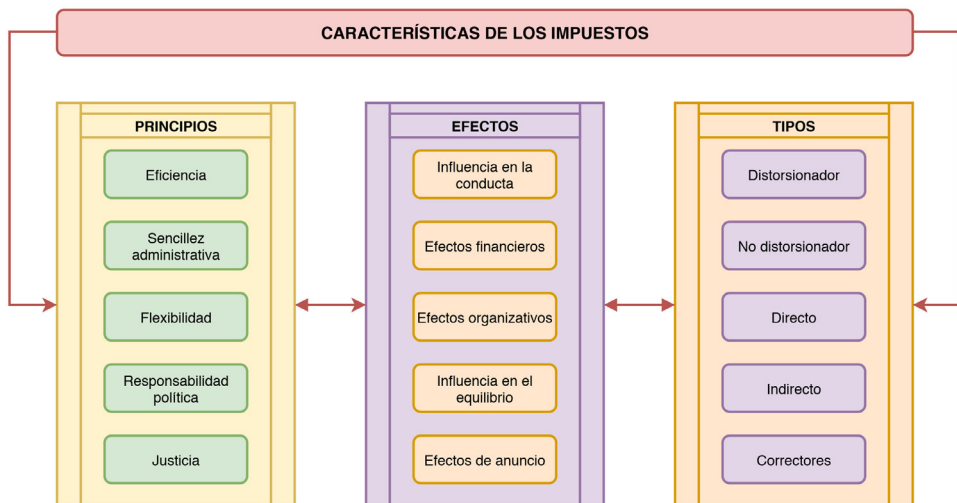 CARACTERÍSTICAS DE LOS IMPUESTOS
PRINCIPIOS
Eficiencia
Sencillez
administrativa
Flexibilidad
Responsabilidad
política
Justicia
EFECTOS
Influencia en la
conducta
Efectos financieros
Efectos organizativos
Influencia en el
equilibrio
Efectos de anuncio
TIPOS
Distorsionador
No distorsionador
Directo
Indirecto
Correctores